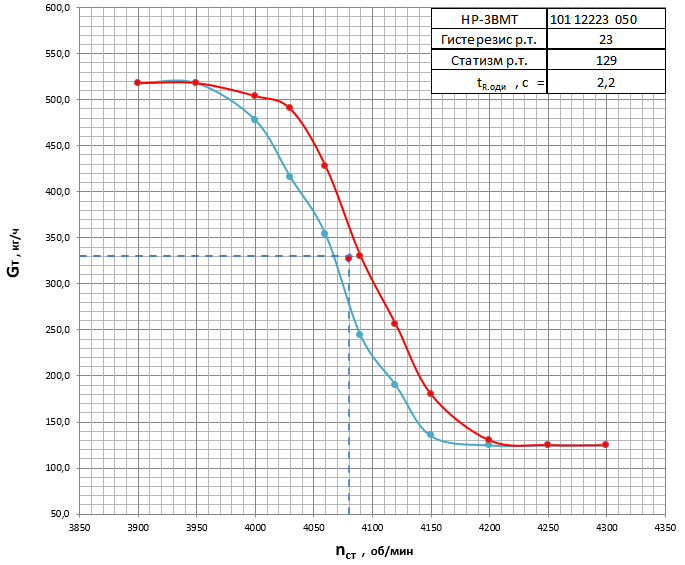 НР-3ВМТ 101 12223 050
Гистерезис р.т. 23
Статизм р.т. 129
tR.оди , с = 2,2
600,0
550,0
500,0
450,0
400,0
350,0
300,0
250,0
200,0
150,0
100,0
50,0
Gт , кг/ч
3850 3900 3950 4000 4050 4100 4150 4200 4250 4300 4350
nст , об/мин